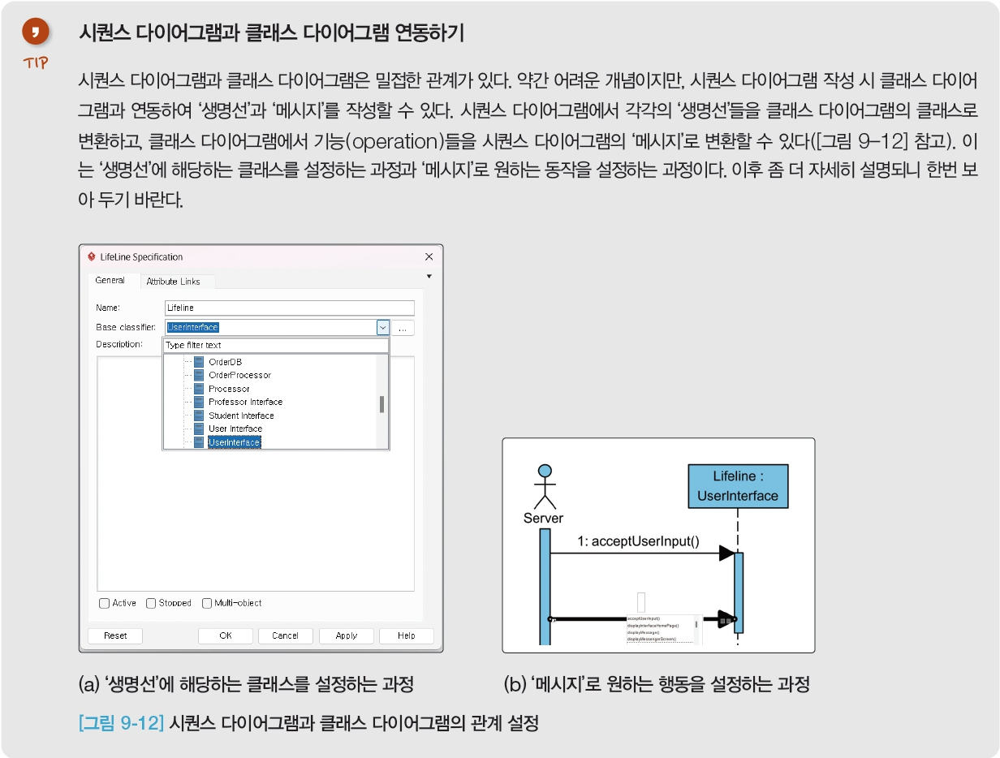 시퀀스 다이어그램과 클래스 다이어그램 연동하기
TIP
시퀀스 다이어그램과 클래스 다이어그램은 밀접한 관계가 있다. 약간 어려운 개념이지만, 시퀀스 다이어그램 작성 시 클래스 다이어
그램과 연동하여 ‘생명선’과 ‘메시지’를 작성할 수 있다. 시퀀스 다이어그램에서 각각의 ‘생명선’들을 클래스 다이어그램의 클래스로
변환하고, 클래스 다이어그램에서 기능(operation)들을 시퀀스 다이어그램의 ‘메시지’로 변환할 수 있다([그림 9–12] 참고). 이
는 ‘생명선’에 해당하는 클래스를 설정하는 과정과 ‘메시지’로 원하는 동작을 설정하는 과정이다. 이후 좀 더 자세히 설명되니 한번 보
아 두기 바란다.
LifeLine Specification
General
Attribute Links
Name:
Lifeline
Base classifier:
UserInterface
...
Description:
Type filter text
OrderDB
OrderProcessor
Processor
Professor Interface
Student Interface
User Interface
UserInterface
Active
Stopped
Multi-object
Reset
OK
Cancel
Apply
Help
Lifeline :
UserInterface
Server
1: acceptUserInput()
acceptUserInput()
displayInterfaceHomePage()
displayMessage()
displayMessengerScreen()
(a) ‘생명선’에 해당하는 클래스를 설정하는 과정
(b) ‘메시지’로 원하는 행동을 설정하는 과정
[그림 9-12] 시퀀스 다이어그램과 클래스 다이어그램의 관계 설정